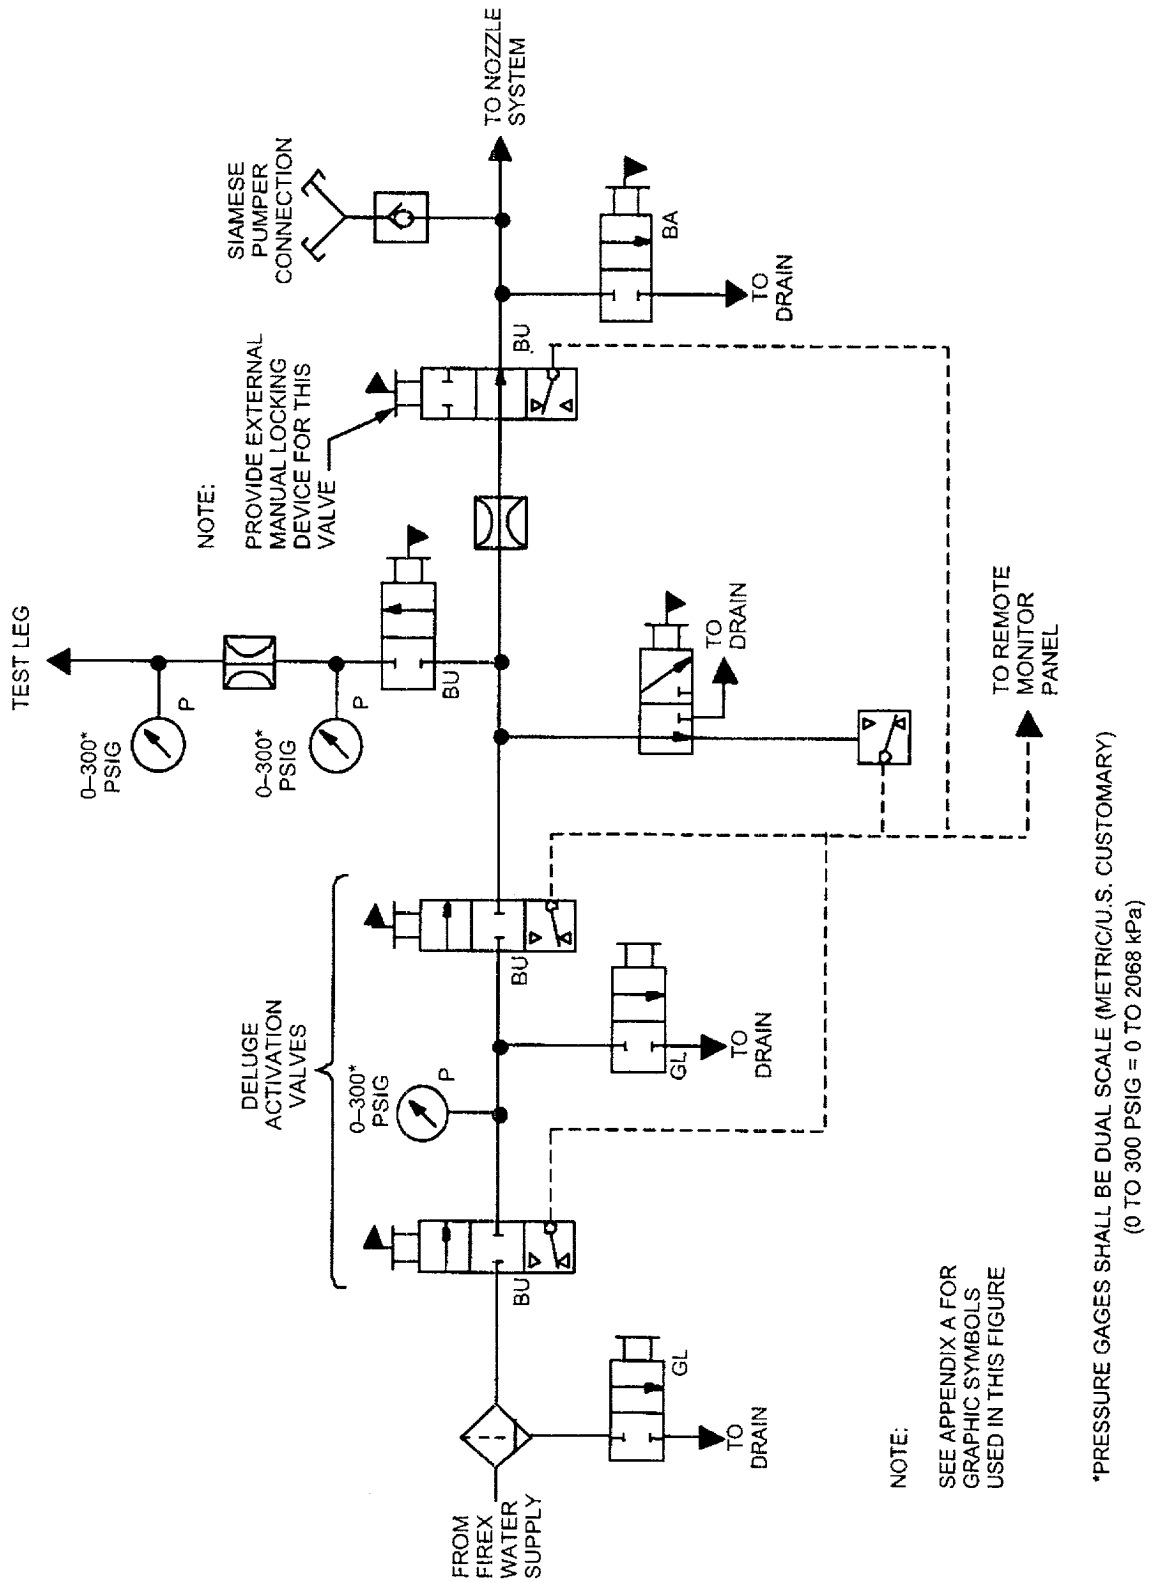 FROM
FIREX
WATER
SUPPLY
TO
DRAIN
GL
BU
DELUGE
ACTIVATION
VALVES
0–300*
PSIG
P
GL
TO
DRAIN
BU
0–300*
PSIG
P
0–300*
PSIG
P
TEST LEG
BU
TO
DRAIN
NOTE:
PROVIDE EXTERNAL
MANUAL LOCKING
DEVICE FOR THIS
VALVE
BU
SIAMESE
PUMPER
CONNECTION
BA
TO
DRAIN
TO NOZZLE
SYSTEM
TO REMOTE
MONITOR
PANEL
NOTE:
SEE APPENDIX A FOR
GRAPHIC SYMBOLS
USED IN THIS FIGURE
*PRESSURE GAGES SHALL BE DUAL SCALE (METRIC/U.S. CUSTOMARY)
(0 TO 300 PSIG = 0 TO 2068 kPa)